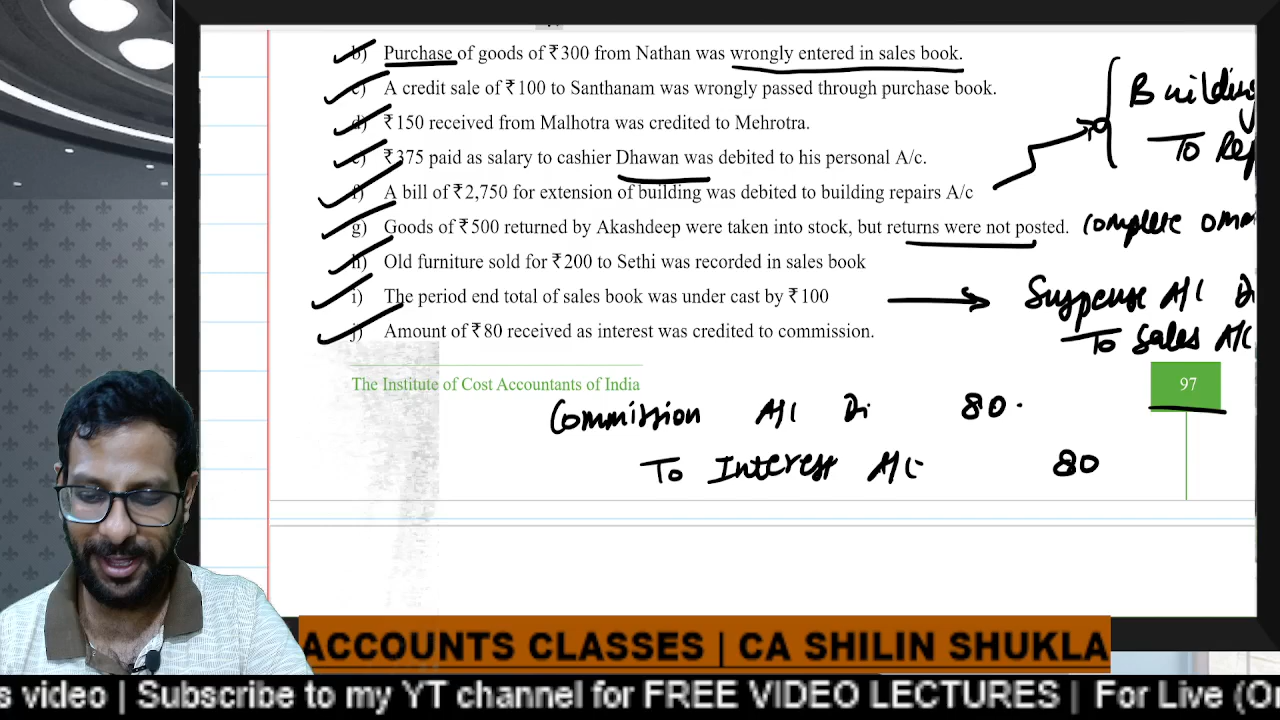 b) Purchase of goods of ₹300 from Nathan was wrongly entered in sales book.
c) A credit sale of ₹100 to Santhanam was wrongly passed through purchase book.
d) ₹150 received from Malhotra was credited to Mehrotra.
e) ₹375 paid as salary to cashier Dhawan was debited to his personal A/c.
f) A bill of ₹2,750 for extension of building was debited to building repairs A/c
g) Goods of ₹500 returned by Akashdeep were taken into stock, but returns were not posted.
h) Old furniture sold for ₹200 to Sethi was recorded in sales book
i) The period end total of sales book was under cast by ₹100
j) Amount of ₹80 received as interest was credited to commission.
Building
To Rep
Complete
Suspense A/C Dr
To Sales A/C
The Institute of Cost Accountants of India
97
Commission A/C Dr 80
To Interest A/C 80
ACCOUNTS CLASSES | CA SHILIN SHUKLA
s video | Subscribe to my YT channel for FREE VIDEO LECTURES | For Live (O